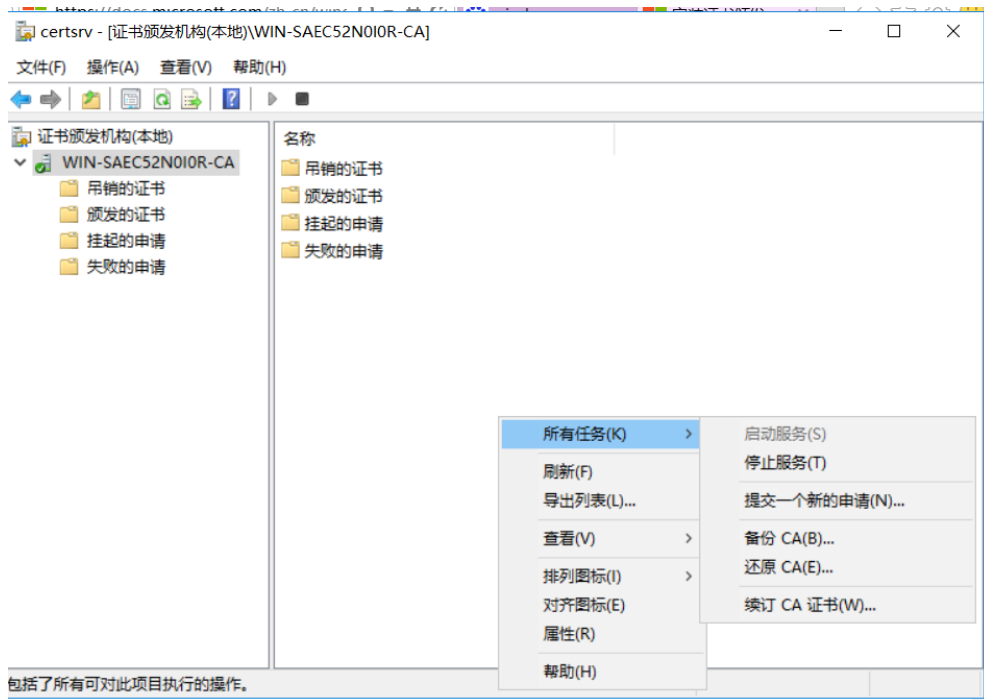 certsrv - [证书颁发机构(本地)\WIN-SAEC52N0I0R-CA]
文件(F) 操作(A) 查看(V) 帮助(H)
证书颁发机构(本地)
WIN-SAEC52N0I0R-CA
吊销的证书
颁发的证书
挂起的申请
失败的申请
名称
吊销的证书
颁发的证书
挂起的申请
失败的申请
所有任务(K)
刷新(F)
导出列表(L)...
查看(V)
排列图标(I)
对齐图标(E)
属性(R)
帮助(H)
启动服务(S)
停止服务(T)
提交一个新的申请(N)...
备份 CA(B)...
还原 CA(E)...
续订 CA 证书(W)...
包括了所有可对此项目执行的操作。